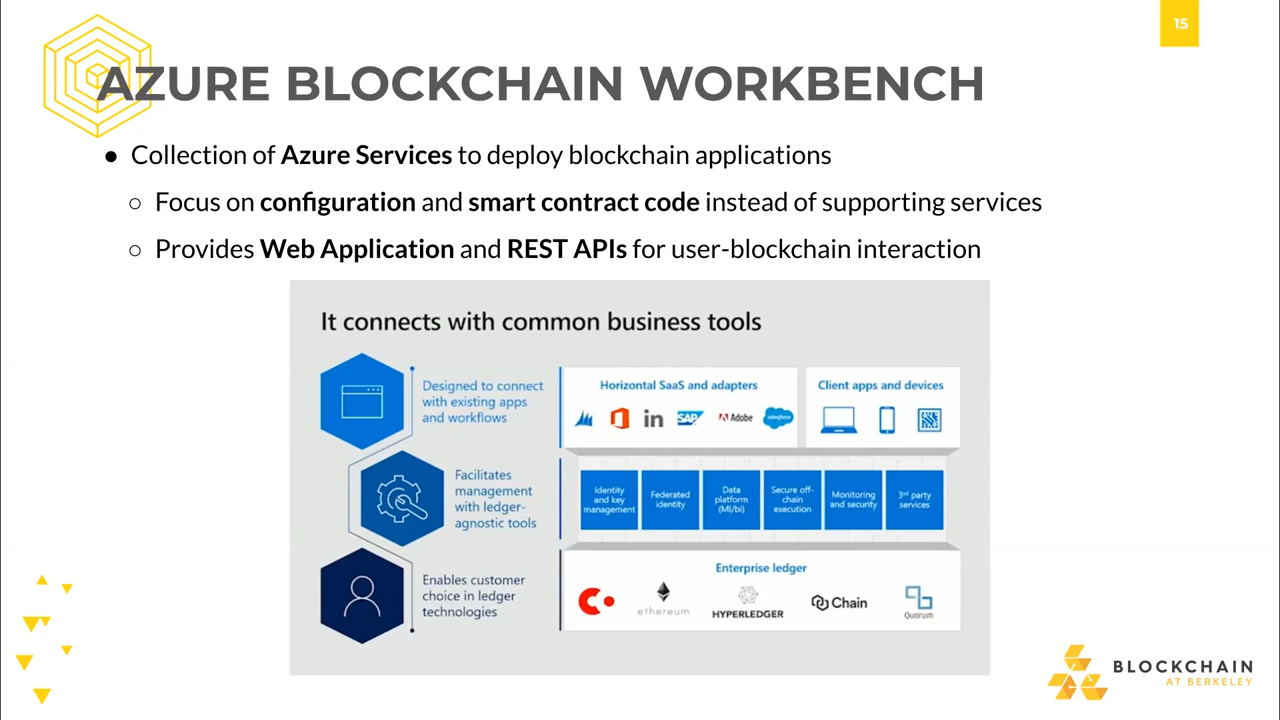 15
AZURE BLOCKCHAIN WORKBENCH
● Collection of Azure Services to deploy blockchain applications
○ Focus on configuration and smart contract code instead of supporting services
○ Provides Web Application and REST APIs for user-blockchain interaction
It connects with common business tools
Designed to connect
with existing apps
and workflows
Horizontal SaaS and adapters
in
SAP
Adobe
salesforce
Client apps and devices
Facilitates
management
with ledger-
agnostic tools
Identity
and key
management
Federated
identity
Data
platform
(MI/bi)
Secure off-
chain
execution
Monitoring
and security
3rd party
services
Enables customer
choice in ledger
technologies
Enterprise ledger
ethereum
HYPERLEDGER
Chain
Quorum
BLOCKCHAIN
AT BERKELEY